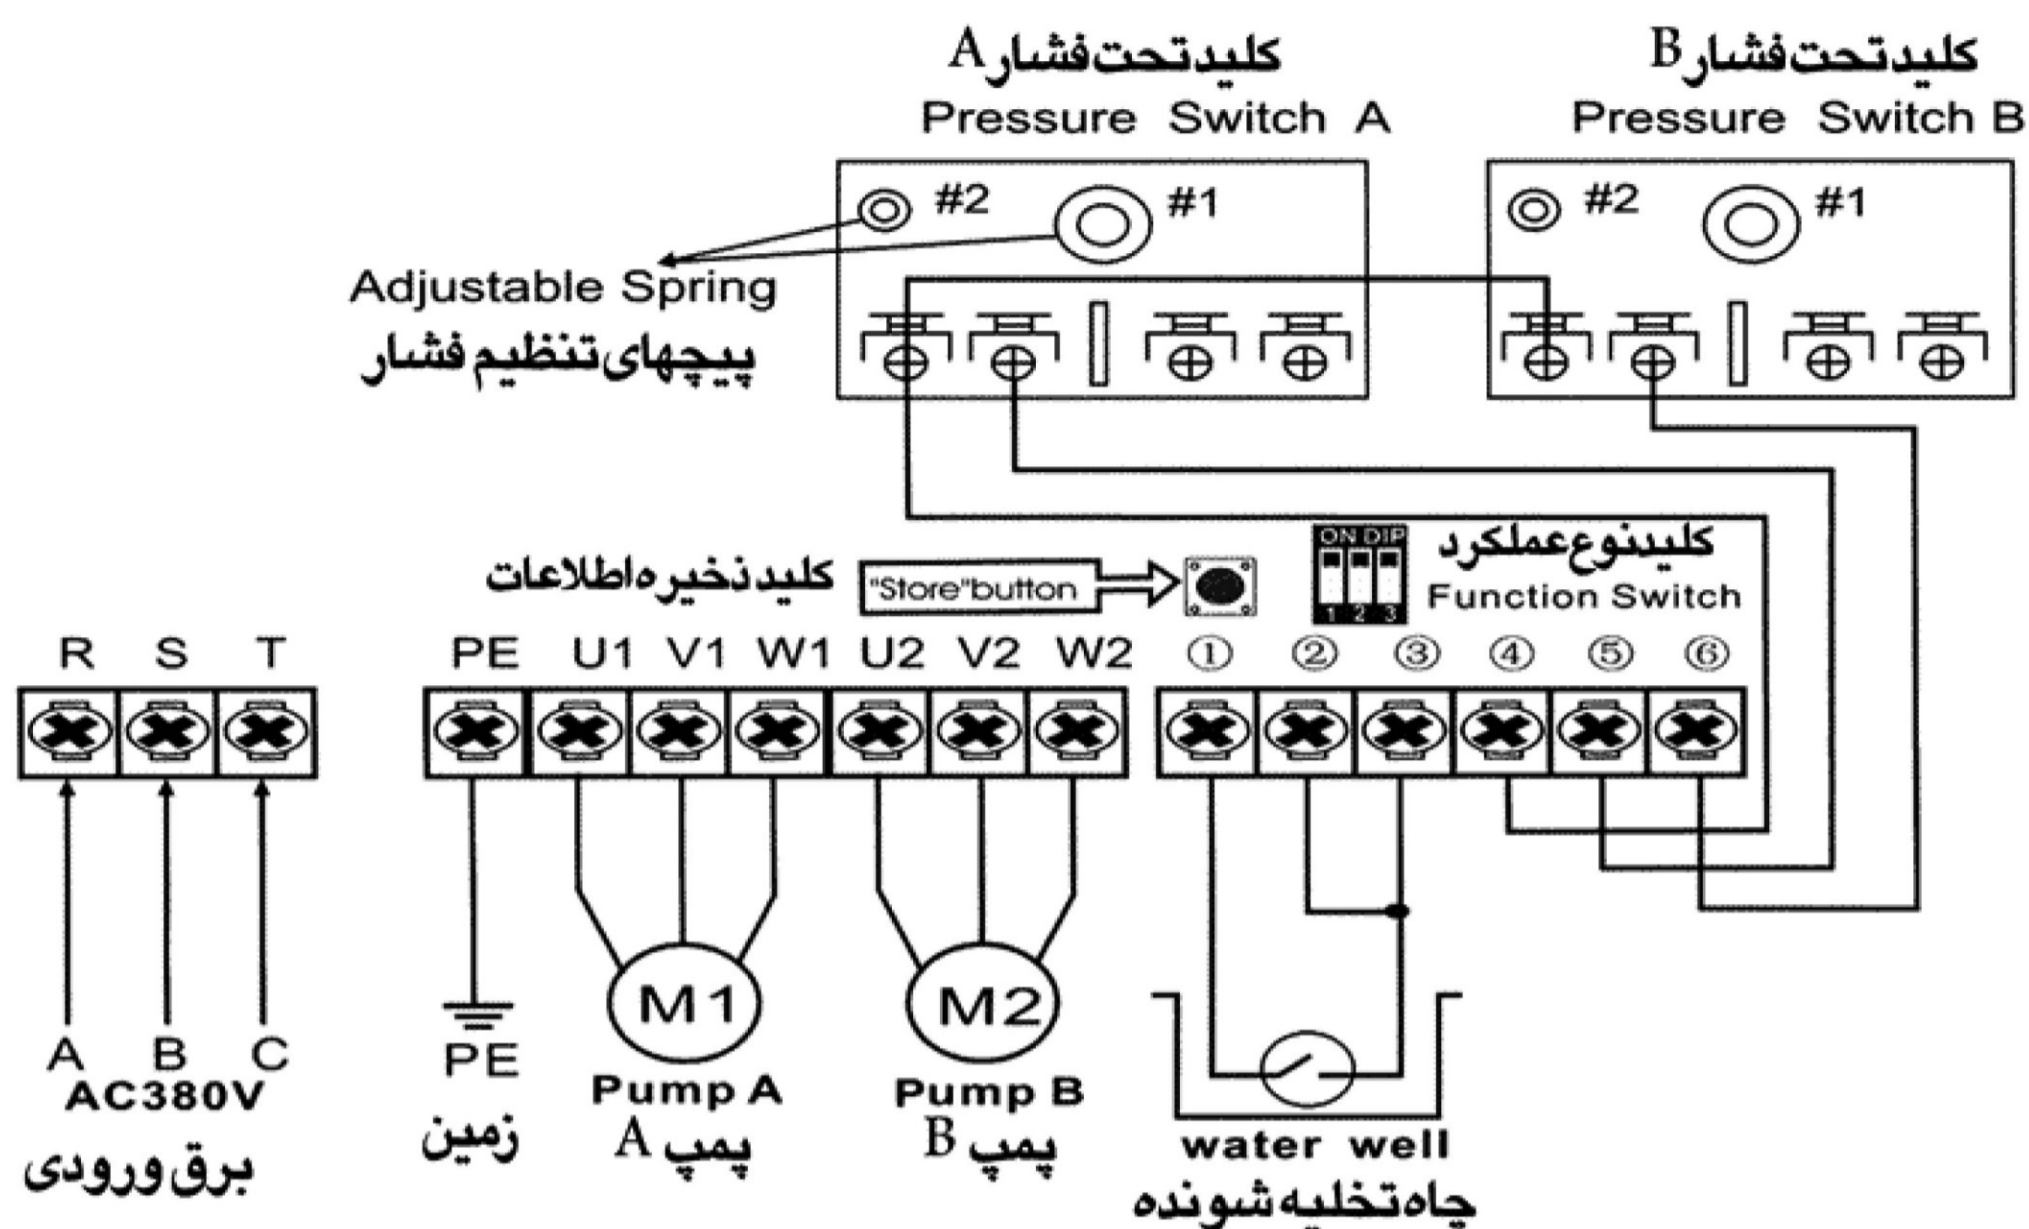 کلید تحت فشار A
Pressure Switch A
#2 #1
کلید تحت فشار B
Pressure Switch B
#2 #1
Adjustable Spring
پیچهای تنظیم فشار
کلید ذخیره اطلاعات
"Store"button
ON DIP
1 2 3
کلید نوع عملکرد
Function Switch
R S T
PE U1 V1 W1 U2 V2 W2
① ② ③ ④ ⑤ ⑥
A B C
AC380V
برق ورودی
PE
زمین
M1
Pump A
پمپ A
M2
Pump B
پمپ B
water well
چاه تخلیه شونده